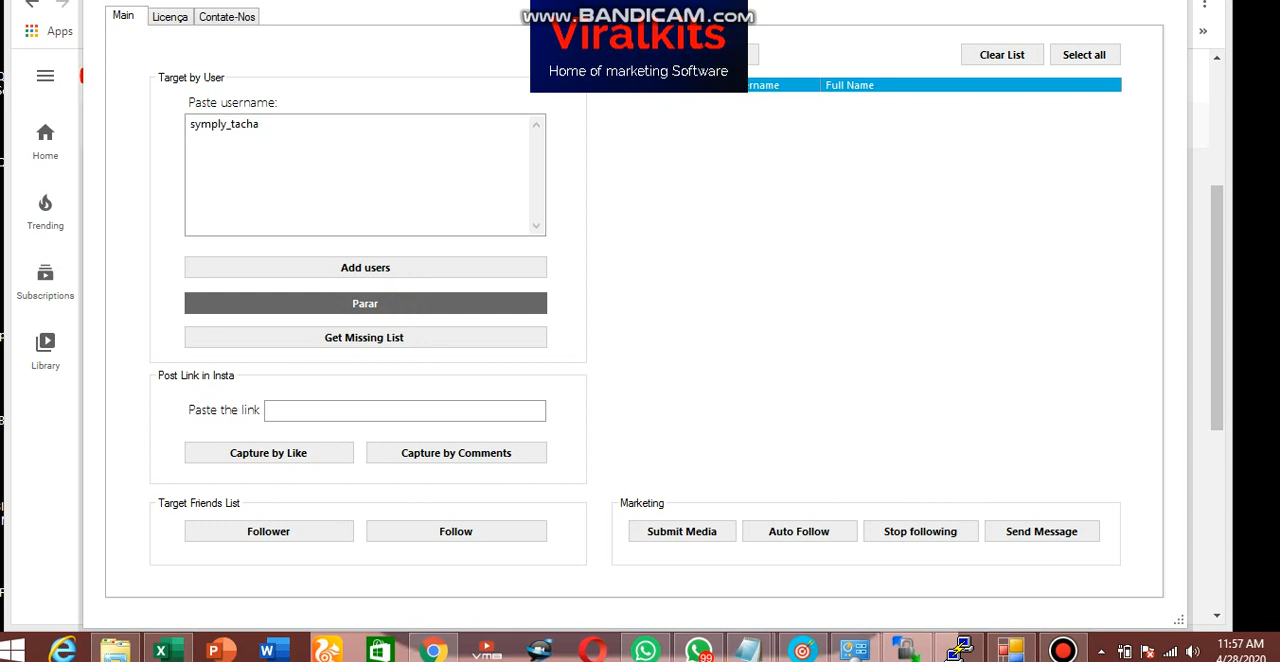 Main
Licença
Contate-Nos
www.BANDICAM.com
Viralkits
Home of marketing Software
Apps
Clear List
Select all
Target by User
Full Name
Paste username:
symply_tacha
Home
Trending
Add users
Subscriptions
Parar
Get Missing List
Library
Post Link in Insta
Paste the link
Capture by Like
Capture by Comments
Target Friends List
Marketing
Follower
Follow
Submit Media
Auto Follow
Stop following
Send Message
99
11:57 AM
4/28/2020